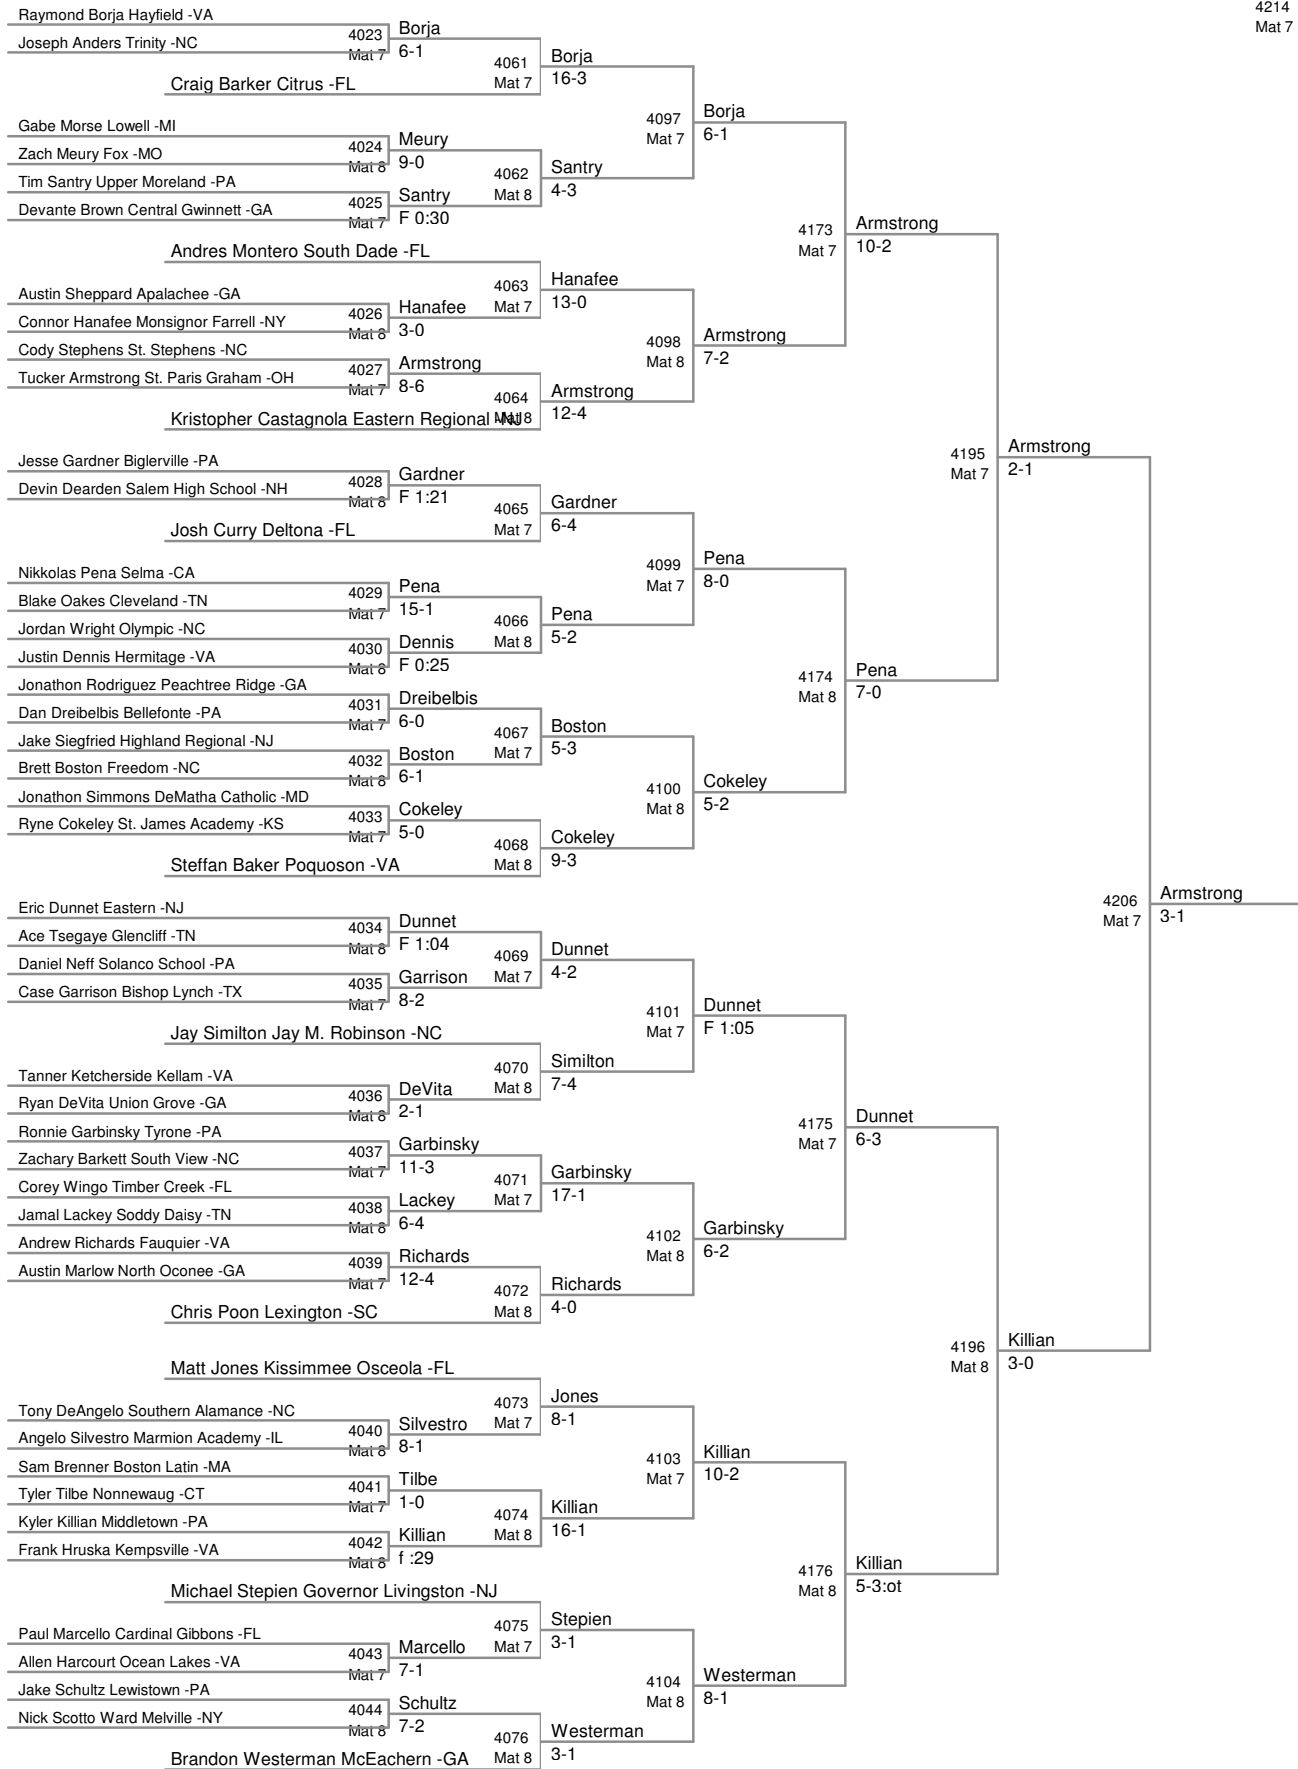 4214
Mat 7
Raymond Borja Hayfield -VA
Joseph Anders Trinity -NC
4023
Mat 7
Borja
6-1
Craig Barker Citrus -FL
4061
Mat 7
Borja
16-3
Gabe Morse Lowell -MI
Zach Meury Fox -MO
4024
Mat 8
Meury
9-0
Tim Santry Upper Moreland -PA
Devante Brown Central Gwinnett -GA
4025
Mat 7
Santry
F 0:30
4062
Mat 8
Santry
4-3
4097
Mat 7
Borja
6-1
Andres Montero South Dade -FL
Austin Sheppard Apalachee -GA
Connor Hanafee Monsignor Farrell -NY
4026
Mat 8
Hanafee
3-0
4063
Mat 7
Hanafee
13-0
Cody Stephens St. Stephens -NC
Tucker Armstrong St. Paris Graham -OH
4027
Mat 7
Armstrong
8-6
Kristopher Castagnola Eastern Regional -NJ
4064
Mat 8
Armstrong
12-4
4098
Mat 8
Armstrong
7-2
4173
Mat 7
Armstrong
10-2
Jesse Gardner Biglerville -PA
Devin Dearden Salem High School -NH
4028
Mat 8
Gardner
F 1:21
Josh Curry Deltona -FL
4065
Mat 7
Gardner
6-4
Nikkolas Pena Selma -CA
Blake Oakes Cleveland -TN
4029
Mat 7
Pena
15-1
Jordan Wright Olympic -NC
Justin Dennis Hermitage -VA
4030
Mat 8
Dennis
F 0:25
4066
Mat 8
Pena
5-2
4099
Mat 7
Pena
8-0
Jonathon Rodriguez Peachtree Ridge -GA
Dan Dreibelbis Bellefonte -PA
4031
Mat 7
Dreibelbis
6-0
Jake Siegfried Highland Regional -NJ
Brett Boston Freedom -NC
4032
Mat 8
Boston
6-1
4067
Mat 7
Boston
5-3
Jonathon Simmons DeMatha Catholic -MD
Ryne Cokeley St. James Academy -KS
4033
Mat 7
Cokeley
5-0
Steffan Baker Poquoson -VA
4068
Mat 8
Cokeley
9-3
4100
Mat 8
Cokeley
5-2
4174
Mat 8
Pena
7-0
4195
Mat 7
Armstrong
2-1
Eric Dunnet Eastern -NJ
Ace Tsegaye Glencliff -TN
4034
Mat 8
Dunnet
F 1:04
Daniel Neff Solanco School -PA
Case Garrison Bishop Lynch -TX
4035
Mat 7
Garrison
8-2
4069
Mat 7
Dunnet
4-2
Jay Similton Jay M. Robinson -NC
Tanner Ketcherside Kellam -VA
Ryan DeVita Union Grove -GA
4036
Mat 8
DeVita
2-1
4070
Mat 8
Similton
7-4
4101
Mat 7
Dunnet
F 1:05
Ronnie Garbinsky Tyrone -PA
Zachary Barkett South View -NC
4037
Mat 7
Garbinsky
11-3
Corey Wingo Timber Creek -FL
Jamal Lackey Soddy Daisy -TN
4038
Mat 8
Lackey
6-4
4071
Mat 7
Garbinsky
17-1
Andrew Richards Fauquier -VA
Austin Marlow North Oconee -GA
4039
Mat 7
Richards
12-4
Chris Poon Lexington -SC
4072
Mat 8
Richards
4-0
4102
Mat 8
Garbinsky
6-2
4175
Mat 7
Dunnet
6-3
Matt Jones Kissimmee Osceola -FL
Tony DeAngelo Southern Alamance -NC
Angelo Silvestro Marmion Academy -IL
4040
Mat 8
Silvestro
8-1
4073
Mat 7
Jones
8-1
Sam Brenner Boston Latin -MA
Tyler Tilbe Nonnewaug -CT
4041
Mat 7
Tilbe
1-0
Kyler Killian Middletown -PA
Frank Hruska Kempsville -VA
4042
Mat 8
Killian
f :29
4074
Mat 8
Killian
16-1
4103
Mat 7
Killian
10-2
Michael Stepien Governor Livingston -NJ
Paul Marcello Cardinal Gibbons -FL
Allen Harcourt Ocean Lakes -VA
4043
Mat 7
Marcello
7-1
4075
Mat 7
Stepien
3-1
Jake Schultz Lewistown -PA
Nick Scotto Ward Melville -NY
4044
Mat 8
Schultz
7-2
Brandon Westerman McEachern -GA
4076
Mat 8
Westerman
3-1
4104
Mat 8
Westerman
8-1
4176
Mat 8
Killian
5-3:ot
4196
Mat 8
Killian
3-0
4206
Mat 7
Armstrong
3-1